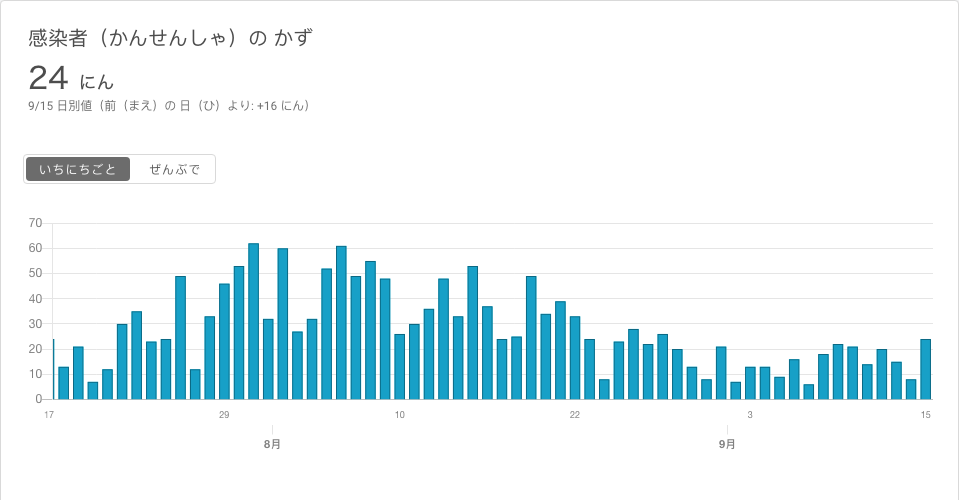 感染者（かんせんしゃ）の かず
24 にん
9/15 日別値（前（まえ）の 日（ひ）より: +16 にん）
いちにちごと ぜんぶで
70
60
50
40
30
20
10
0
17 29 10 22 3 15
8月 9月